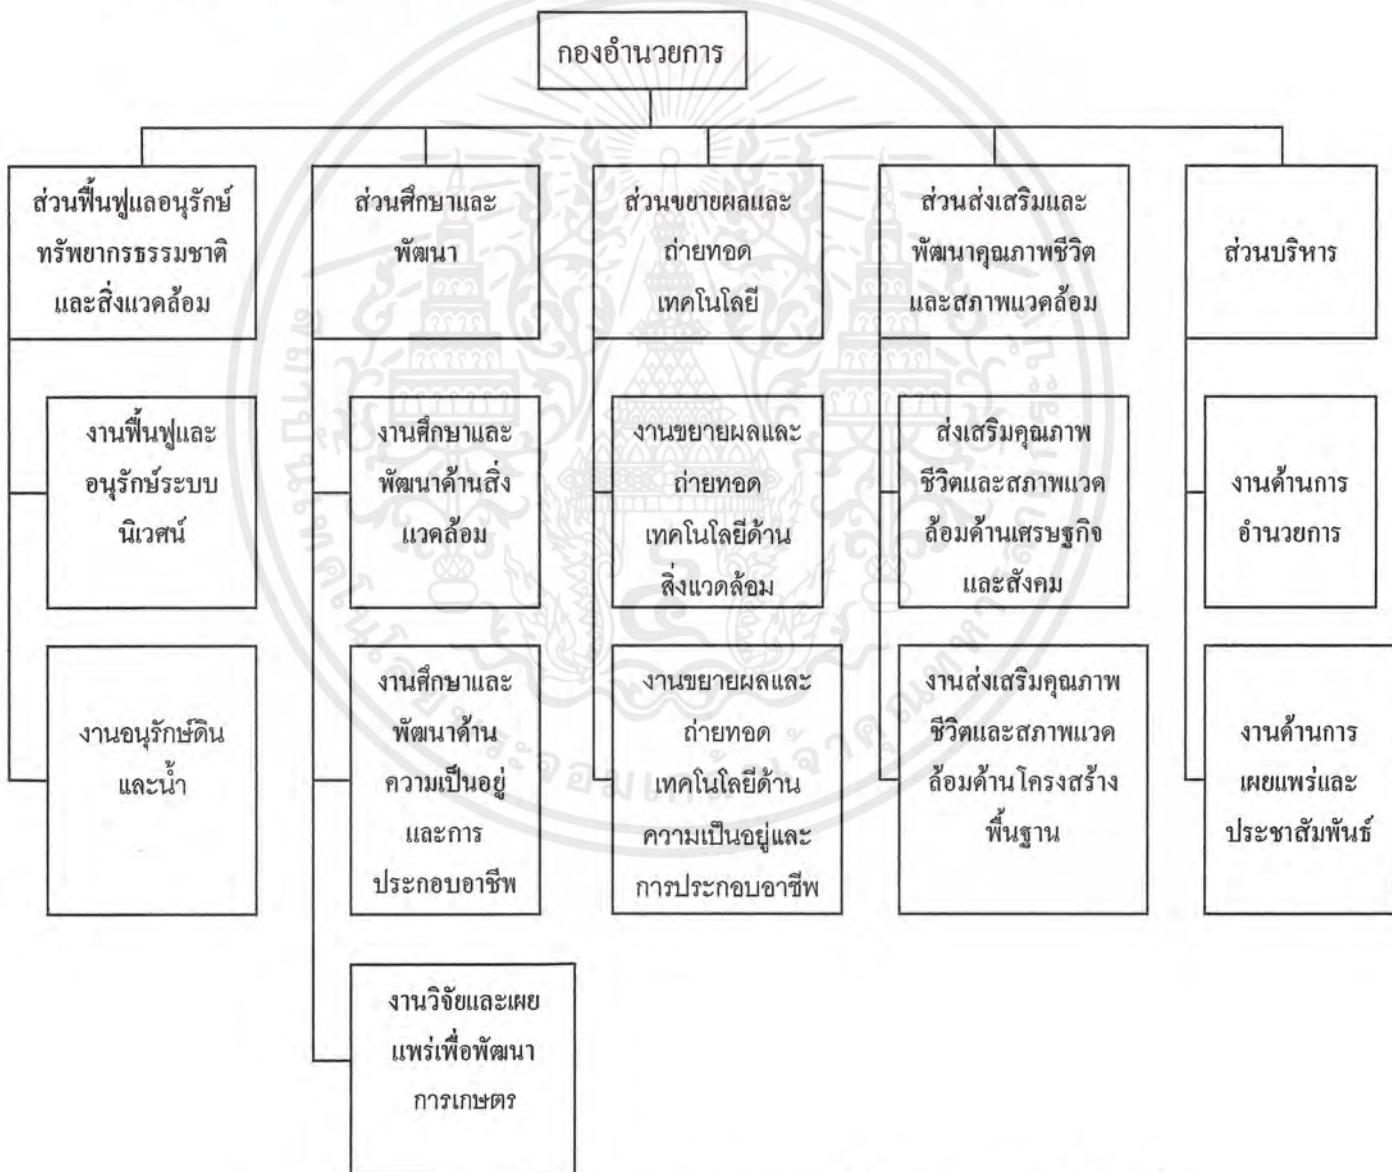 กองอำนวยการ
ส่วนฟื้นฟูแลอนุรักษ์
ทรัพยากรธรรมชาติ
และสิ่งแวดล้อม
ส่วนศึกษาและ
พัฒนา
ส่วนขยายผลและ
ถ่ายทอด
เทคโนโลยี
ส่วนส่งเสริมและ
พัฒนาคุณภาพชีวิต
และสภาพแวดล้อม
ส่วนบริหาร
งานฟื้นฟูและ
อนุรักษ์ระบบ
นิเวศน์
งานศึกษาและ
พัฒนาด้านสิ่ง
แวดล้อม
งานขยายผลและ
ถ่ายทอด
เทคโนโลยีด้าน
สิ่งแวดล้อม
ส่งเสริมคุณภาพ
ชีวิตและสภาพแวด
ล้อมด้านเศรษฐกิจ
และสังคม
งานด้านการ
อำนวยการ
งานอนุรักษ์ดิน
และน้ำ
งานศึกษาและ
พัฒนาด้าน
ความเป็นอยู่
และการ
ประกอบอาชีพ
งานขยายผลและ
ถ่ายทอด
เทคโนโลยีด้าน
ความเป็นอยู่และ
การประกอบอาชีพ
งานส่งเสริมคุณภาพ
ชีวิตและสภาพแวด
ล้อมด้านโครงสร้าง
พื้นฐาน
งานด้านการ
เผยแพร่และ
ประชาสัมพันธ์
งานวิจัยและเผย
แพร่เพื่อพัฒนา
การเกษตร